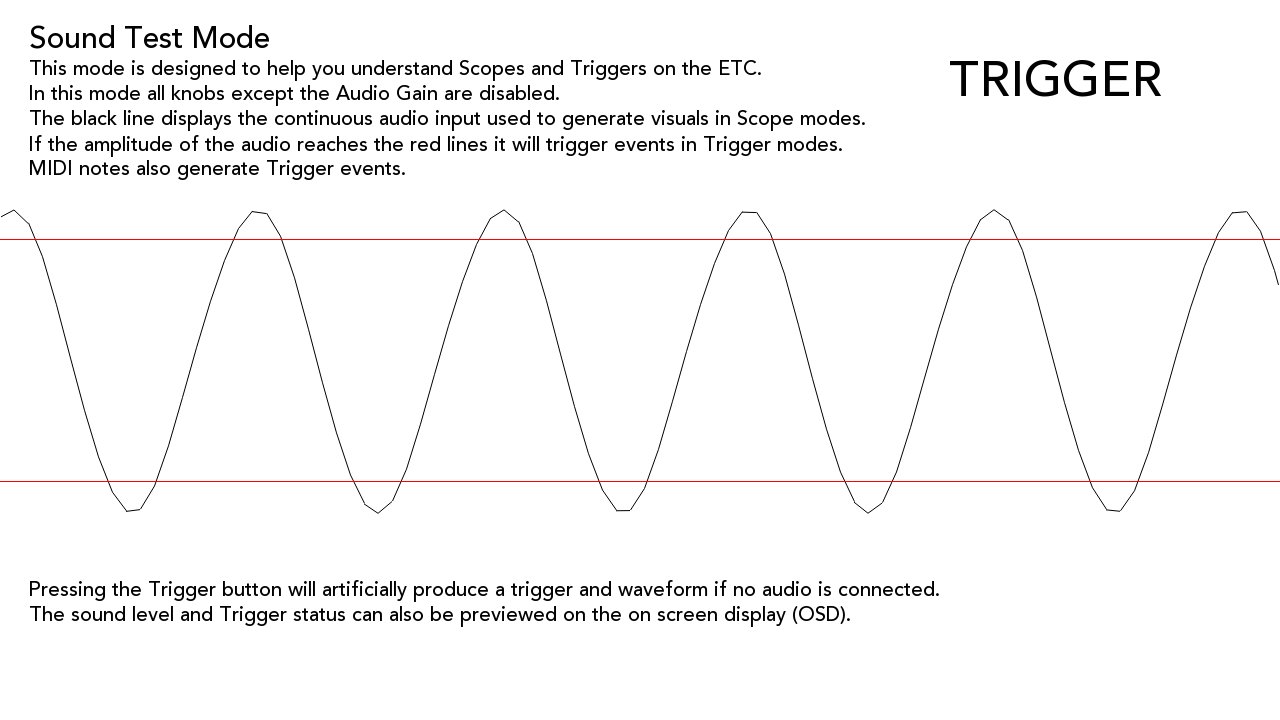 Sound Test Mode
This mode is designed to help you understand Scopes and Triggers on the ETC.
In this mode all knobs except the Audio Gain are disabled.
The black line displays the continuous audio input used to generate visuals in Scope modes.
If the amplitude of the audio reaches the red lines it will trigger events in Trigger modes.
MIDI notes also generate Trigger events.
TRIGGER
Pressing the Trigger button will artificially produce a trigger and waveform if no audio is connected.
The sound level and Trigger status can also be previewed on the on screen display (OSD).